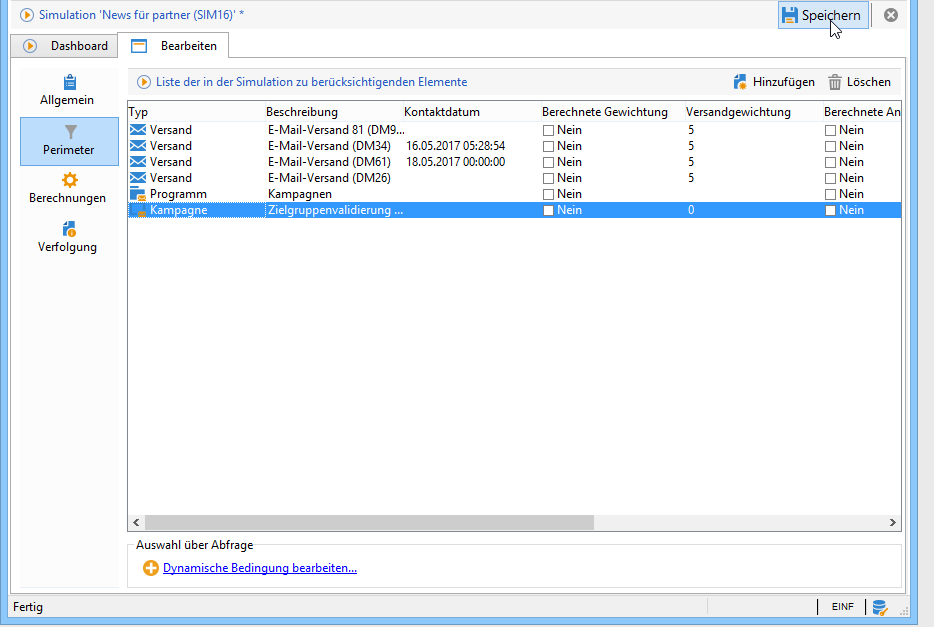 Simulation 'News für partner (SIM16)' *
Speichern
Dashboard
Bearbeiten
Allgemein
Perimeter
Berechnungen
Verfolgung
Liste der in der Simulation zu berücksichtigenden Elemente
Hinzufügen
Löschen
Typ Beschreibung Kontaktdatum Berechnete Gewichtung Versandgewichtung Berechnete An
Versand E-Mail-Versand 81 (DM9... Nein 5 Nein
Versand E-Mail-Versand (DM34) 16.05.2017 05:28:54 Nein 5 Nein
Versand E-Mail-Versand (DM61) 18.05.2017 00:00:00 Nein 5 Nein
Versand E-Mail-Versand (DM26) Nein 5 Nein
Programm Kampagnen Nein Nein
Kampagne Zielgruppenvalidierung ... Nein 0 Nein
Auswahl über Abfrage
Dynamische Bedingung bearbeiten...
Fertig
EINF